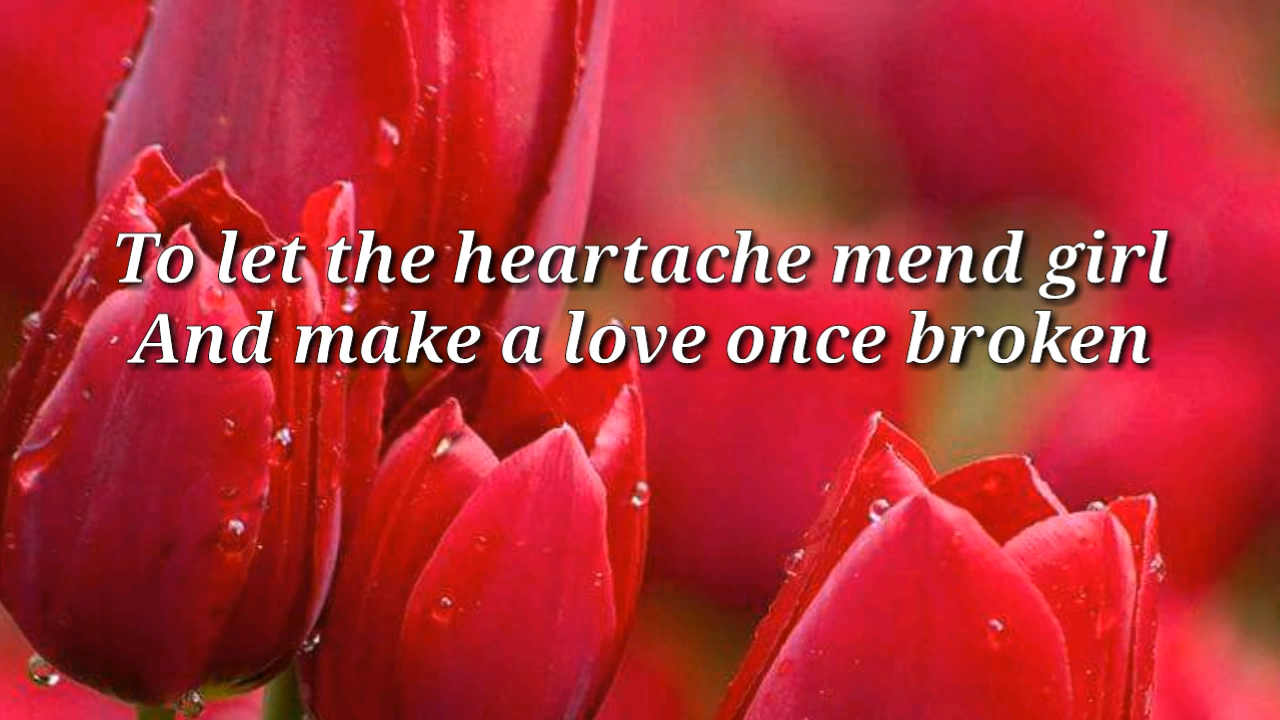 To let the heartache mend girl
And make a love once broken